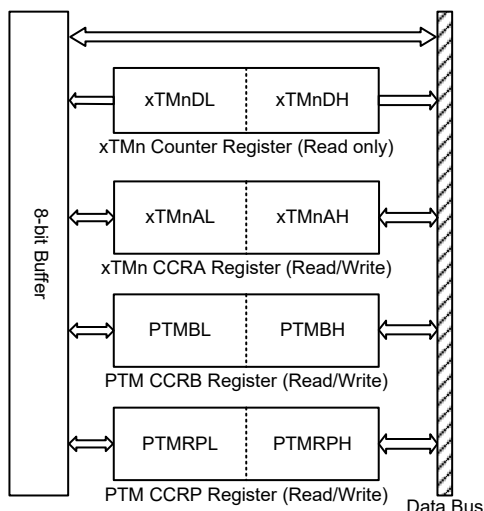 8-bit Buffer
xTMnDL xTMnDH
xTMn Counter Register (Read only)
xTMnAL xTMnAH
xTMn CCRA Register (Read/Write)
PTMBL PTMBH
PTM CCRB Register (Read/Write)
PTMRPL PTMRPH
PTM CCRP Register (Read/Write)
Data Bus